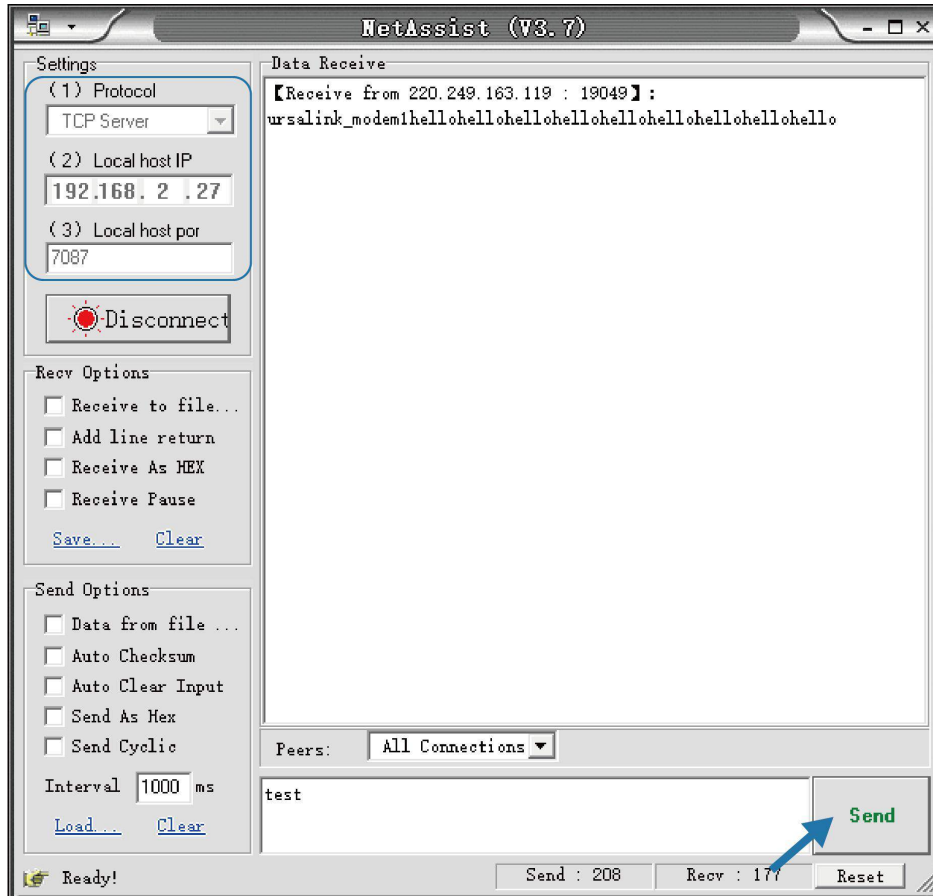 NetAssist (V3.7)
Settings
(1) Protocol
TCP Server
(2) Local host IP
192.168. 2 .27
(3) Local host por
7087
Disconnect
Recv Options
Receive to file...
Add line return
Receive As HEX
Receive Pause
Save... Clear
Send Options
Data from file ...
Auto Checksum
Auto Clear Input
Send As Hex
Send Cyclic
Interval 1000 ms
Load... Clear
Data Receive
【Receive from 220.249.163.119 : 19049】:
ursalink_modem1hellohellohellohellohellohellohellohellohello
Peers: All Connections
test
Send
Ready!
Send : 208
Recv : 177
Reset